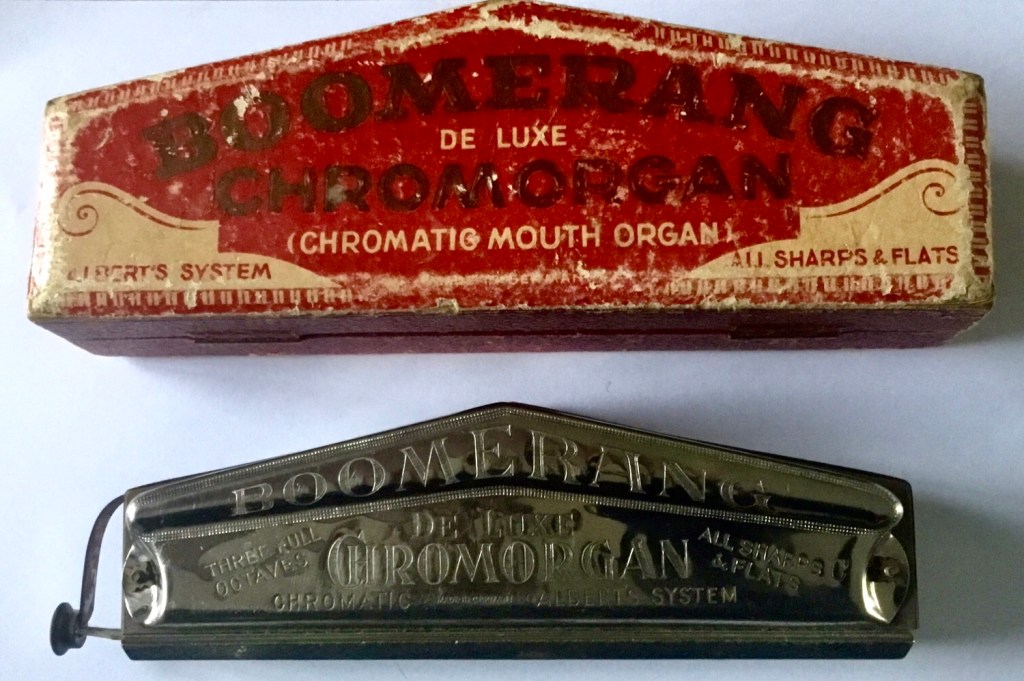 BOOMERANG
DE LUXE
CHROMORGAN
(CHROMATIC MOUTH ORGAN)
ALBERT'S SYSTEM
ALL SHARPS & FLATS
BOOMERANG
DE LUXE
CHROMORGAN
THREE FULL
OCTAVES
ALL SHARPS
& FLATS
CHROMATIC
ALBERTS SYSTEM